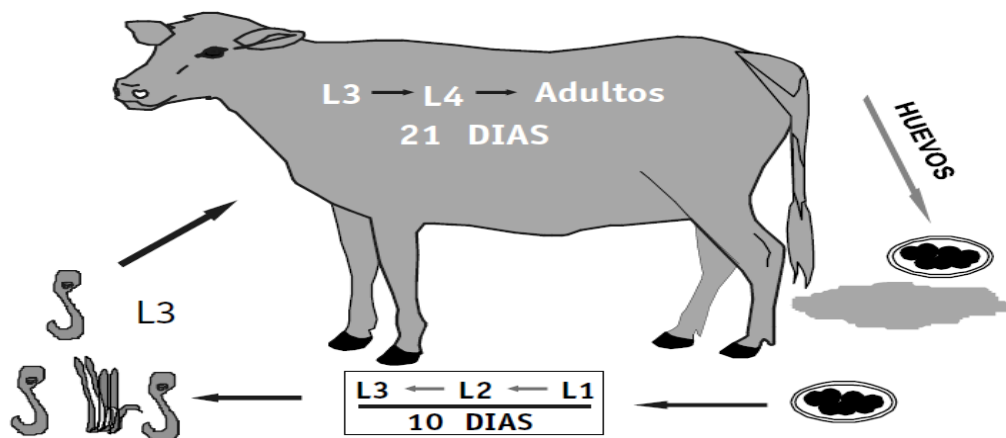 L3 → L4 → Adultos
21 DIAS
HUEVOS
L3
L3 ← L2 ← L1
10 DIAS